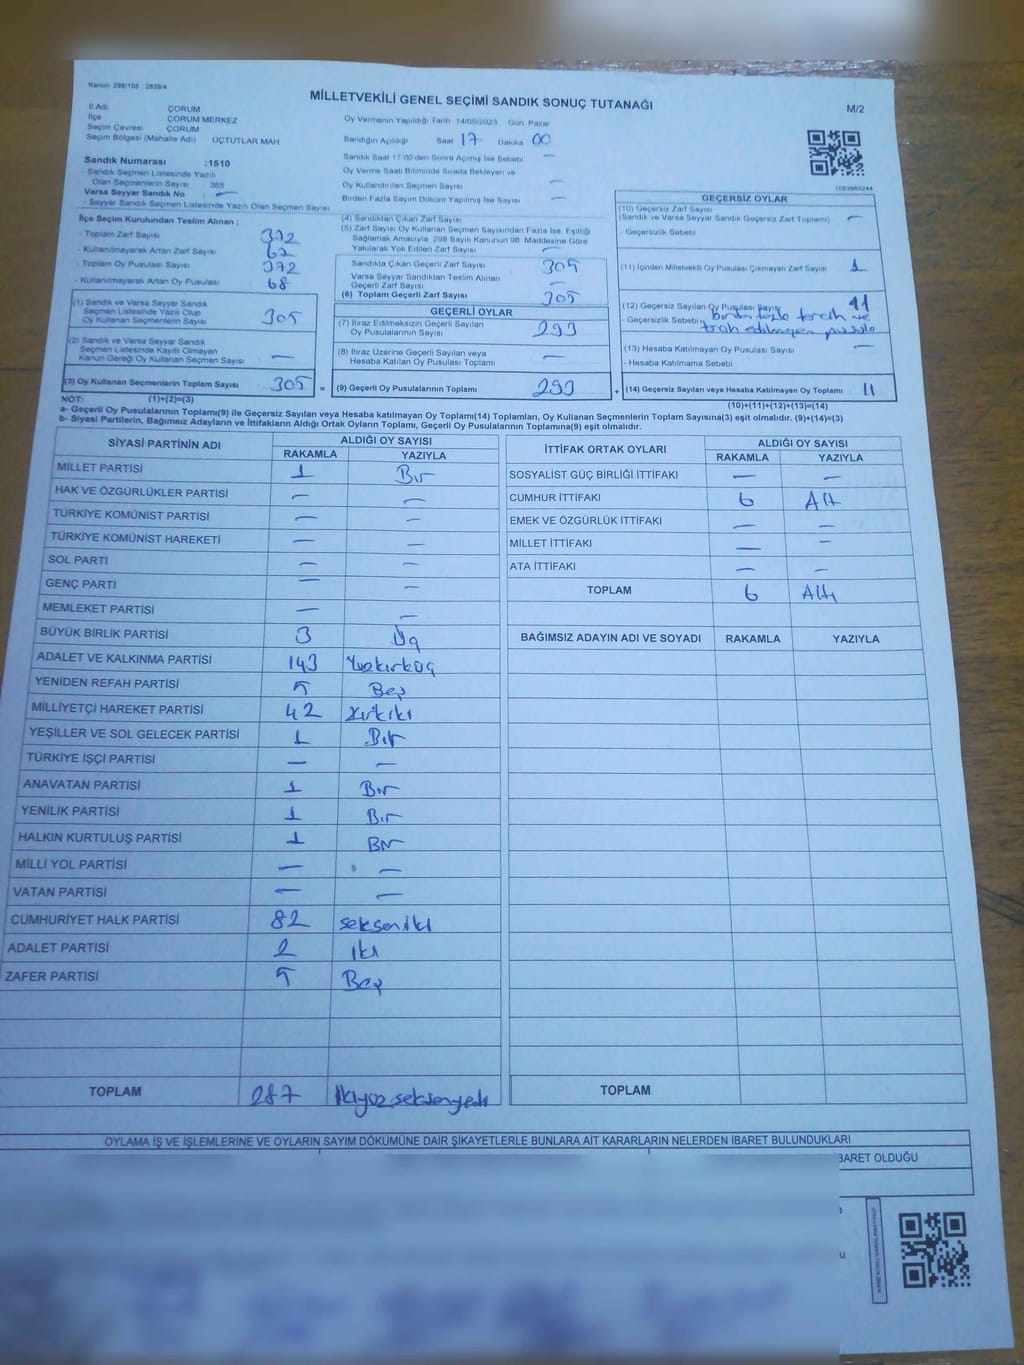 Kanun: 298/105 , 2839/4
MİLLETVEKİLİ GENEL SEÇİMİ SANDIK SONUÇ TUTANAĞI
M/2
İl Adı ÇORUM
İlçe ÇORUM MERKEZ
Seçim Çevresi ÇORUM
Seçim Bölgesi (Mahalle Adı) ÜÇTUTLAR MAH
Sandık Numarası :1510
- Sandık Seçmen Listesinde Yazılı
Olan Seçmenlerin Sayısı 365
Varsa Seyyar Sandık No —
- Seyyar Sandık Seçmen Listesinde Yazılı Olan Seçmen Sayısı
Oy Vermenin Yapıldığı Tarih 14/05/2023 Gün Pazar
Sandığın Açıldığı Saat 17 Dakika 00
Sandık Saat 17.00'den Sonra Açılmış İse Sebebi —
Oy Verme Saati Bitiminde Sırada Bekleyen ve
Oy Kullandırılan Seçmen Sayısı —
Birden Fazla Sayım Döküm Yapılmış İse Sayısı —
1083663244
İlçe Seçim Kurulundan Teslim Alınan :
- Toplam Zarf Sayısı 372
- Kullanılmayarak Artan Zarf Sayısı 67
- Toplam Oy Pusulası Sayısı 372
- Kullanılmayarak Artan Oy Pusulası 68
(1) Sandık ve Varsa Seyyar Sandık
Seçmen Listesinde Yazılı Olup
Oy Kullanan Seçmenlerin Sayısı 305
(2) Sandık ve Varsa Seyyar Sandık
Seçmen Listesinde Kayıtlı Olmayan
Kanun Gereği Oy Kullanan Seçmen Sayısı —
(3) Oy Kullanan Seçmenlerin Toplam Sayısı 305 =
(4) Sandıktan Çıkan Zarf Sayısı
(5) Zarf Sayısı Oy Kullanan Seçmen Sayısından Fazla İse, Eşitliği
Sağlamak Amacıyla 298 Sayılı Kanunun 98. Maddesine Göre
Yakılarak Yok Edilen Zarf Sayısı —
Sandıkta Çıkan Geçerli Zarf Sayısı 305
Varsa Seyyar Sandıktan Teslim Alınan
Geçerli Zarf Sayısı —
(6) Toplam Geçerli Zarf Sayısı 305
GEÇERLİ OYLAR
(7) İtiraz Edilmeksizin Geçerli Sayılan
Oy Pusulalarının Sayısı 293
(8) İtiraz Üzerine Geçerli Sayılan veya
Hesaba Katılan Oy Pusulası Toplamı —
(9) Geçerli Oy Pusulalarının Toplamı 293 +
GEÇERSİZ OYLAR
(10) Geçersiz Zarf Sayısı
(Sandık ve Varsa Seyyar Sandık Geçersiz Zarf Toplamı) —
Geçersizlik Sebebi
(11) İçinden Milletvekili Oy Pusulası Çıkmayan Zarf Sayısı 1
(12) Geçersiz Sayılan Oy Pusulası Sayısı 11
- Geçersizlik Sebebi birden fazla tercih ve
tercih edilmeyen pusula
(13) Hesaba Katılmayan Oy Pusulası Sayısı —
- Hesaba Katılmama Sebebi
(14) Geçersiz Sayılan veya Hesaba Katılmayan Oy Toplamı 11
NOT: (1)+(2)=(3)
(10)+(11)+(12)+(13)=(14)
a- Geçerli Oy Pusulalarının Toplamı(9) ile Geçersiz Sayılan veya Hesaba katılmayan Oy Toplamı(14) Toplamları, Oy Kullanan Seçmenlerin Toplam Sayısına(3) eşit olmalıdır. (9)+(14)=(3)
b- Siyasi Partilerin, Bağımsız Adayların ve İttifakların Aldığı Ortak Oyların Toplamı, Geçerli Oy Pusulalarının Toplamına(9) eşit olmalıdır.
SİYASİ PARTİNİN ADI ALDIĞI OY SAYISI
RAKAMLA YAZIYLA
MİLLET PARTİSİ 1 Bir
HAK VE ÖZGÜRLÜKLER PARTİSİ — —
TÜRKİYE KOMÜNİST PARTİSİ — —
TÜRKİYE KOMÜNİST HAREKETİ — —
SOL PARTİ — —
GENÇ PARTİ — —
MEMLEKET PARTİSİ — —
BÜYÜK BİRLİK PARTİSİ 3 Üç
ADALET VE KALKINMA PARTİSİ 143 Yüzkırküç
YENİDEN REFAH PARTİSİ 5 Beş
MİLLİYETÇİ HAREKET PARTİSİ 42 Kırkiki
YEŞİLLER VE SOL GELECEK PARTİSİ 1 Bir
TÜRKİYE İŞÇİ PARTİSİ — —
ANAVATAN PARTİSİ 1 Bir
YENİLİK PARTİSİ 1 Bir
HALKIN KURTULUŞ PARTİSİ 1 Bir
MİLLİ YOL PARTİSİ — —
VATAN PARTİSİ — —
CUMHURİYET HALK PARTİSİ 82 sekseniki
ADALET PARTİSİ 2 iki
ZAFER PARTİSİ 5 Beş
TOPLAM 287 ikiyüzseksenyedi
İTTİFAK ORTAK OYLARI ALDIĞI OY SAYISI
RAKAMLA YAZIYLA
SOSYALİST GÜÇ BİRLİĞİ İTTİFAKI — —
CUMHUR İTTİFAKI 6 Altı
EMEK VE ÖZGÜRLÜK İTTİFAKI — —
MİLLET İTTİFAKI — —
ATA İTTİFAKI — —
TOPLAM 6 Altı
BAĞIMSIZ ADAYIN ADI VE SOYADI RAKAMLA YAZIYLA
TOPLAM
OYLAMA İŞ VE İŞLEMLERİNE VE OYLARIN SAYIM DÖKÜMÜNE DAİR ŞİKAYETLERLE BUNLARA AİT KARARLARIN NELERDEN İBARET BULUNDUKLARI
BARET OLDUĞU